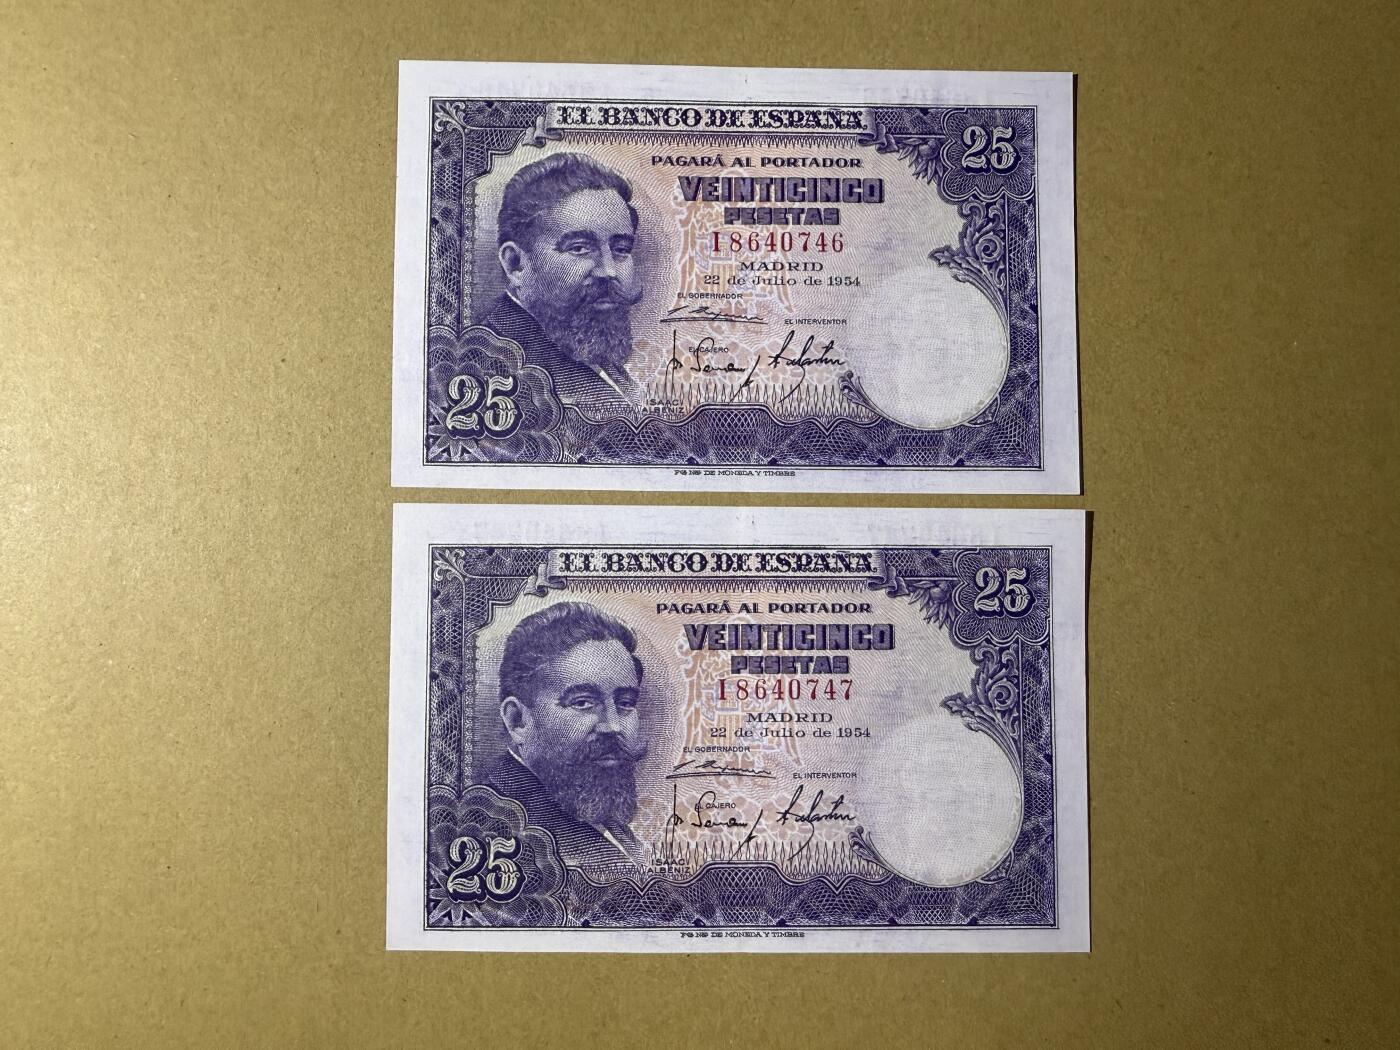 EL BANCO DE ESPAÑA
25
PAGARÁ AL PORTADOR
VEINTICINCO
PESETAS
I8640746
MADRID
22 de Julio de 1954
EL GOBERNADOR
EL INTERVENTOR
EL CAJERO
ISAAC
ALBENIZ
25
FCA NAL DE MONEDA Y TIMBRE
EL BANCO DE ESPAÑA
25
PAGARÁ AL PORTADOR
VEINTICINCO
PESETAS
I8640747
MADRID
22 de Julio de 1954
EL GOBERNADOR
EL INTERVENTOR
EL CAJERO
ISAAC
ALBENIZ
25
FCA NAL DE MONEDA Y TIMBRE